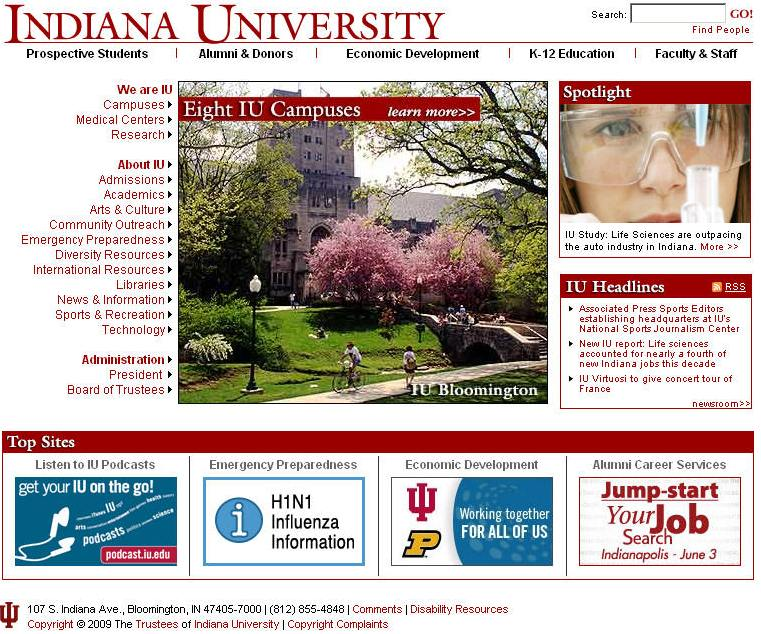 INDIANA UNIVERSITY
Search:
GO!
Find People
Prospective Students
Alumni & Donors
Economic Development
K-12 Education
Faculty & Staff
We are IU
Campuses
Medical Centers
Research
About IU
Admissions
Academics
Arts & Culture
Community Outreach
Emergency Preparedness
Diversity Resources
International Resources
Libraries
News & Information
Sports & Recreation
Technology
Administration
President
Board of Trustees
Eight IU Campuses learn more>>
IU Bloomington
Spotlight
IU Study: Life Sciences are outpacing
the auto industry in Indiana. More >>
IU Headlines
RSS
Associated Press Sports Editors
establishing headquarters at IU's
National Sports Journalism Center
New IU report: Life sciences
accounted for nearly a fourth of
new Indiana jobs this decade
IU Virtuosi to give concert tour of
France
newsroom>>
Top Sites
Listen to IU Podcasts
get your IU on the go!
IU
arts
health
science
podcasts
podcast.iu.edu
Emergency Preparedness
H1N1
Influenza
Information
Economic Development
Working together
FOR ALL OF US
Alumni Career Services
Jump-start
Your Job
Search
Indianapolis - June 3
107 S. Indiana Ave., Bloomington, IN 47405-7000 | (812) 855-4848 | Comments | Disability Resources
Copyright © 2009 The Trustees of Indiana University | Copyright Complaints